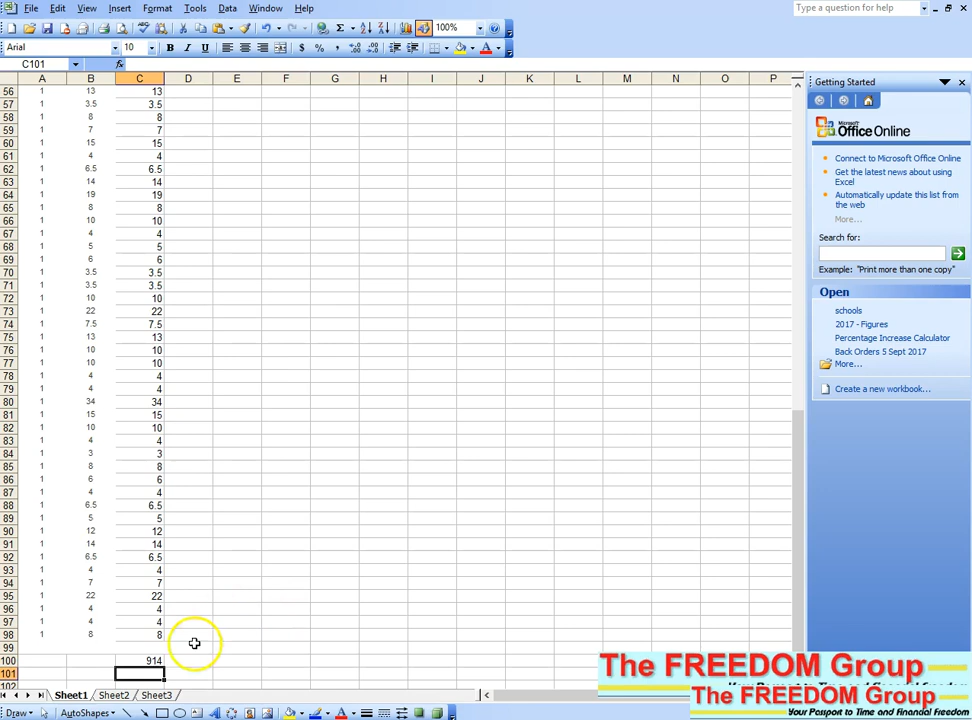 File Edit View Insert Format Tools Data Window Help Type a question for help
100%
Arial 10 B I U $ % ,
C101 fx
A B C D E F G H I J K L M N O P
56 1 13 13
57 1 3.5 3.5
58 1 8 8
59 1 7 7
60 1 15 15
61 1 4 4
62 1 6.5 6.5
63 1 14 14
64 1 19 19
65 1 8 8
66 1 10 10
67 1 4 4
68 1 5 5
69 1 6 6
70 1 3.5 3.5
71 1 3.5 3.5
72 1 10 10
73 1 22 22
74 1 7.5 7.5
75 1 13 13
76 1 10 10
77 1 10 10
78 1 4 4
79 1 4 4
80 1 34 34
81 1 15 15
82 1 10 10
83 1 4 4
84 1 3 3
85 1 8 8
86 1 6 6
87 1 4 4
88 1 6.5 6.5
89 1 5 5
90 1 12 12
91 1 14 14
92 1 6.5 6.5
93 1 4 4
94 1 7 7
95 1 22 22
96 1 4 4
97 1 4 4
98 1 8 8
99
100 914
101
102
Sheet1 Sheet2 Sheet3
Draw AutoShapes
Getting Started
Microsoft
Office Online
Connect to Microsoft Office Online
Get the latest news about using
Excel
Automatically update this list from
the web
More...
Search for:
Example: "Print more than one copy"
Open
schools
2017 - Figures
Percentage Increase Calculator
Back Orders 5 Sept 2017
More...
Create a new workbook...
The FREEDOM Group
The FREEDOM Group
Your Passport to Time and Financial Freedom